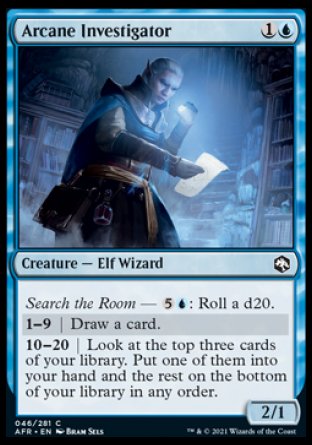 Arcane Investigator 1
Creature — Elf Wizard
Search the Room — 5: Roll a d20.
1–9 | Draw a card.
10–20 | Look at the top three cards
of your library. Put one of them into
your hand and the rest on the bottom
of your library in any order.
2/1
046/281 C
AFR • EN Bram Sels
™ & © 2021 Wizards of the Coast